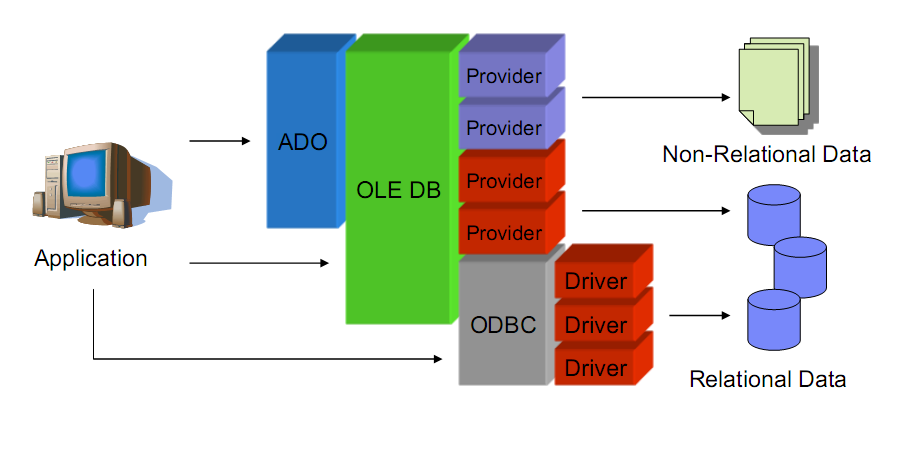 Application
ADO
OLE DB
Provider
Provider
Provider
Provider
ODBC
Driver
Driver
Driver
Non-Relational Data
Relational Data